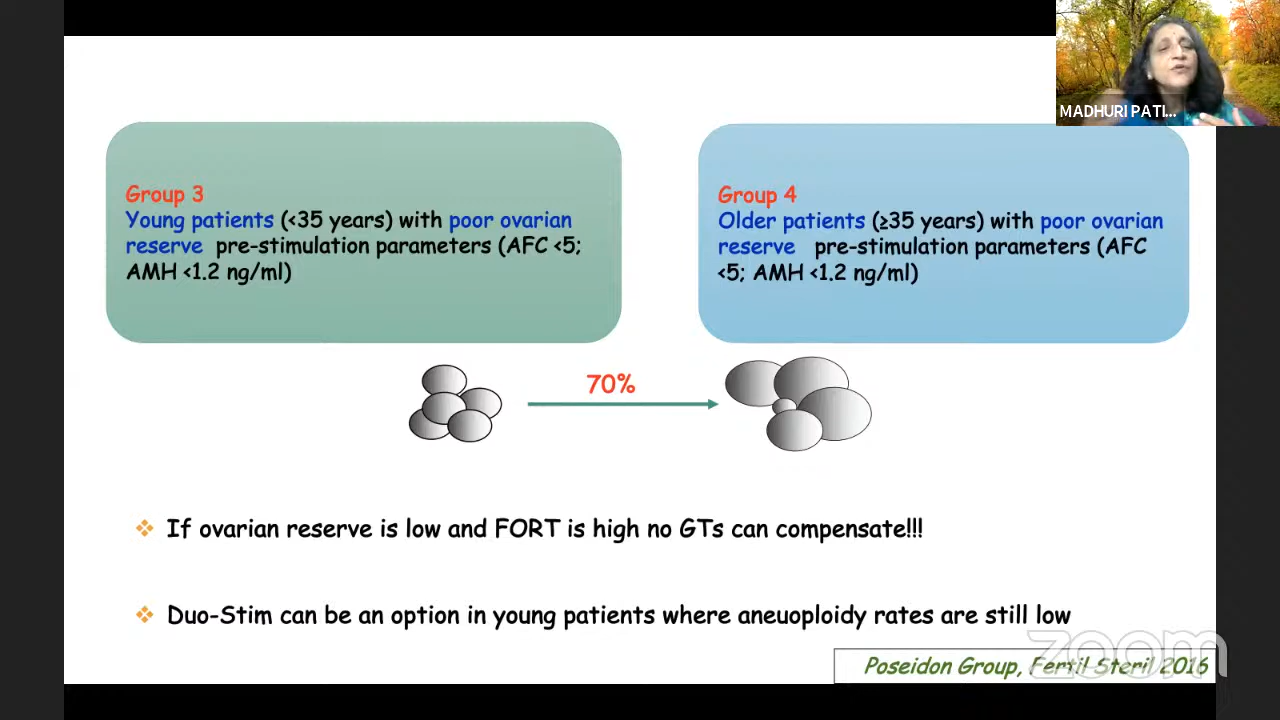 MADHURI PATI...
Group 3
Young patients (<35 years) with poor ovarian
reserve pre-stimulation parameters (AFC <5;
AMH <1.2 ng/ml)
Group 4
Older patients (≥35 years) with poor ovarian
reserve pre-stimulation parameters (AFC
<5; AMH <1.2 ng/ml)
70%
If ovarian reserve is low and FORT is high no GTs can compensate!!!
Duo-Stim can be an option in young patients where aneuoploidy rates are still low
zoom
Poseidon Group, Fertil Steril 2016